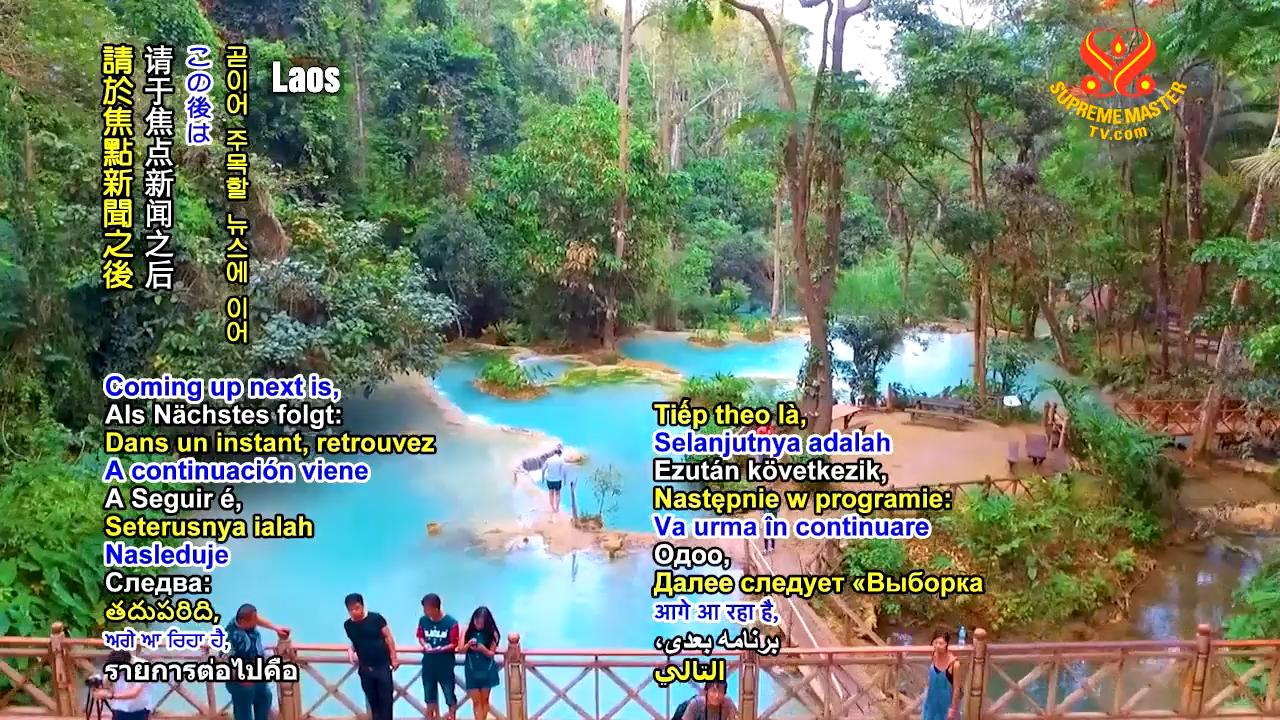 Laos
SUPREME MASTER
TV.com
곧이어 주목할 뉴스에 이어
この後は
请于焦点新闻之后
請於焦點新聞之後
Coming up next is,
Als Nächstes folgt:
Dans un instant, retrouvez
A continuación viene
A Seguir é,
Seterusnya ialah
Nasleduje
Следва:
తదుపరిది,
ਅਗੇ ਆ ਰਿਹਾ ਹੈ,
รายการต่อไปคือ
Tiếp theo là,
Selanjutnya adalah
Ezután következik,
Następnie w programie:
Va urma în continuare
Одоо,
Далее следует «Выборка
आगे आ रहा है,
برنامه بعدی،
التالي